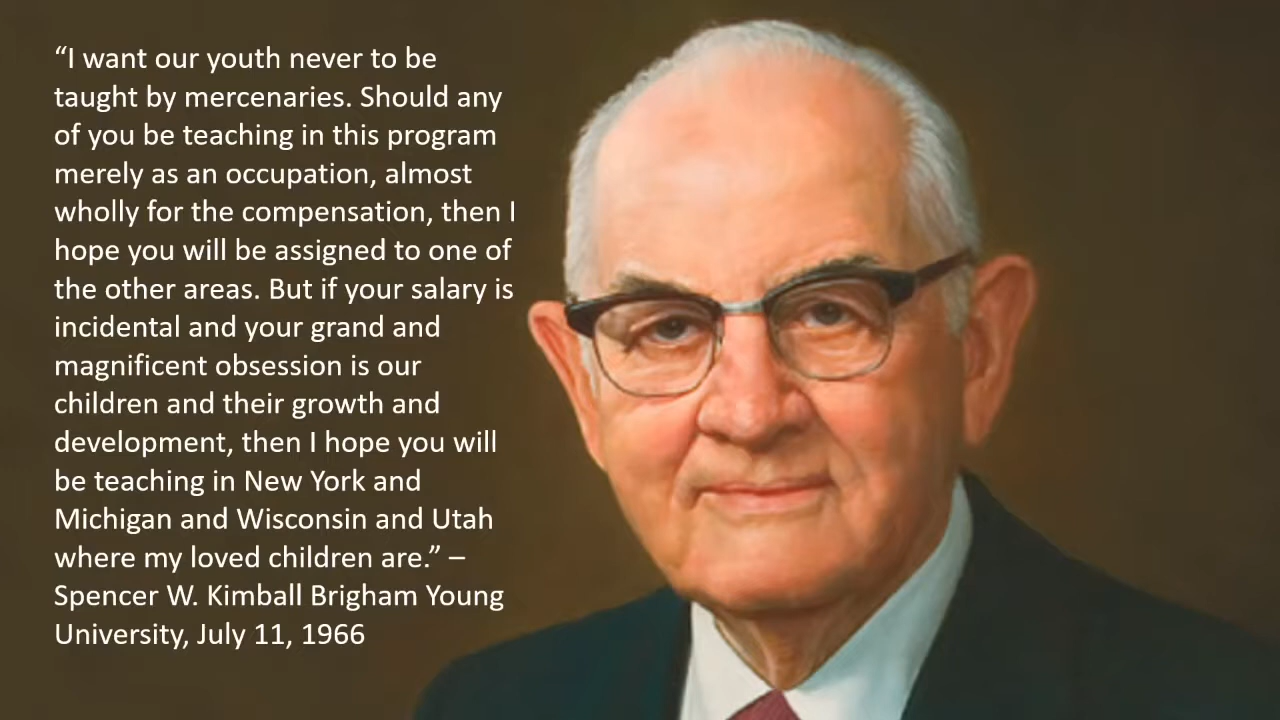 “I want our youth never to be
taught by mercenaries. Should any
of you be teaching in this program
merely as an occupation, almost
wholly for the compensation, then I
hope you will be assigned to one of
the other areas. But if your salary is
incidental and your grand and
magnificent obsession is our
children and their growth and
development, then I hope you will
be teaching in New York and
Michigan and Wisconsin and Utah
where my loved children are.” –
Spencer W. Kimball Brigham Young
University, July 11, 1966